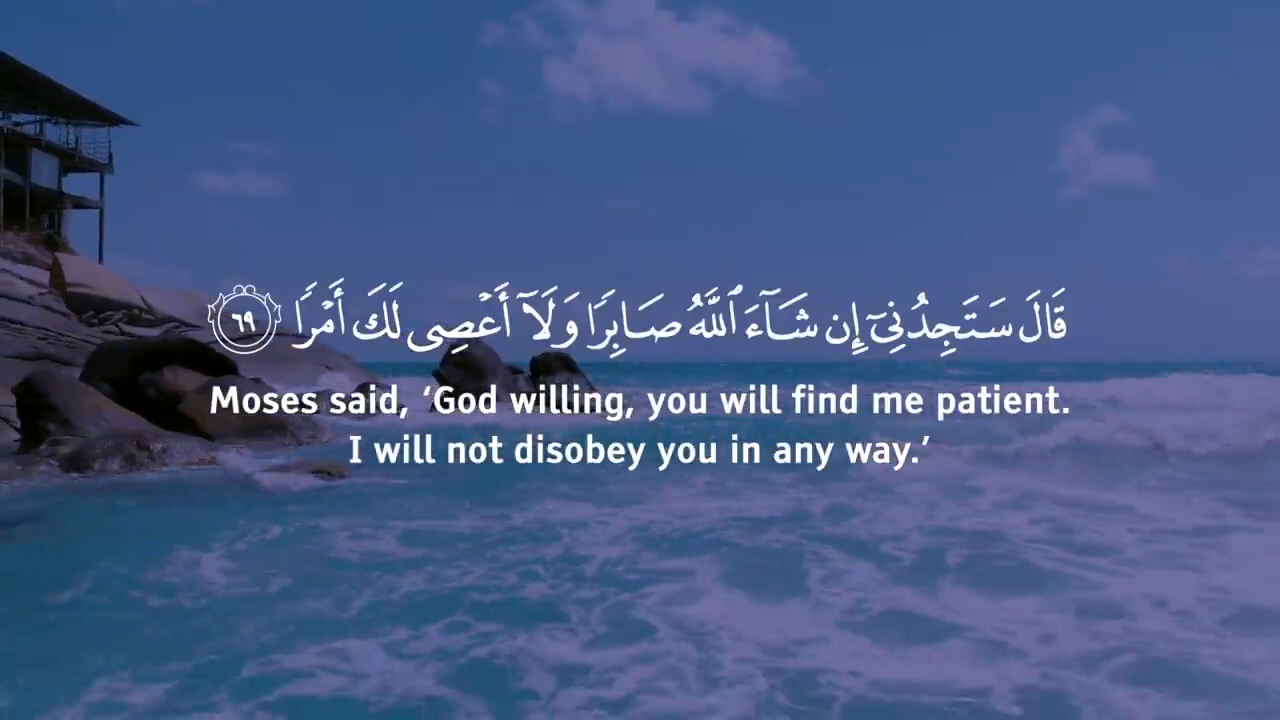 قَالَ سَتَجِدُنِىٓ إِن شَآءَ ٱللَّهُ صَابِرًا وَلَآ أَعْصِى لَكَ أَمْرًا ٦٩
Moses said, ‘God willing, you will find me patient.
I will not disobey you in any way.’